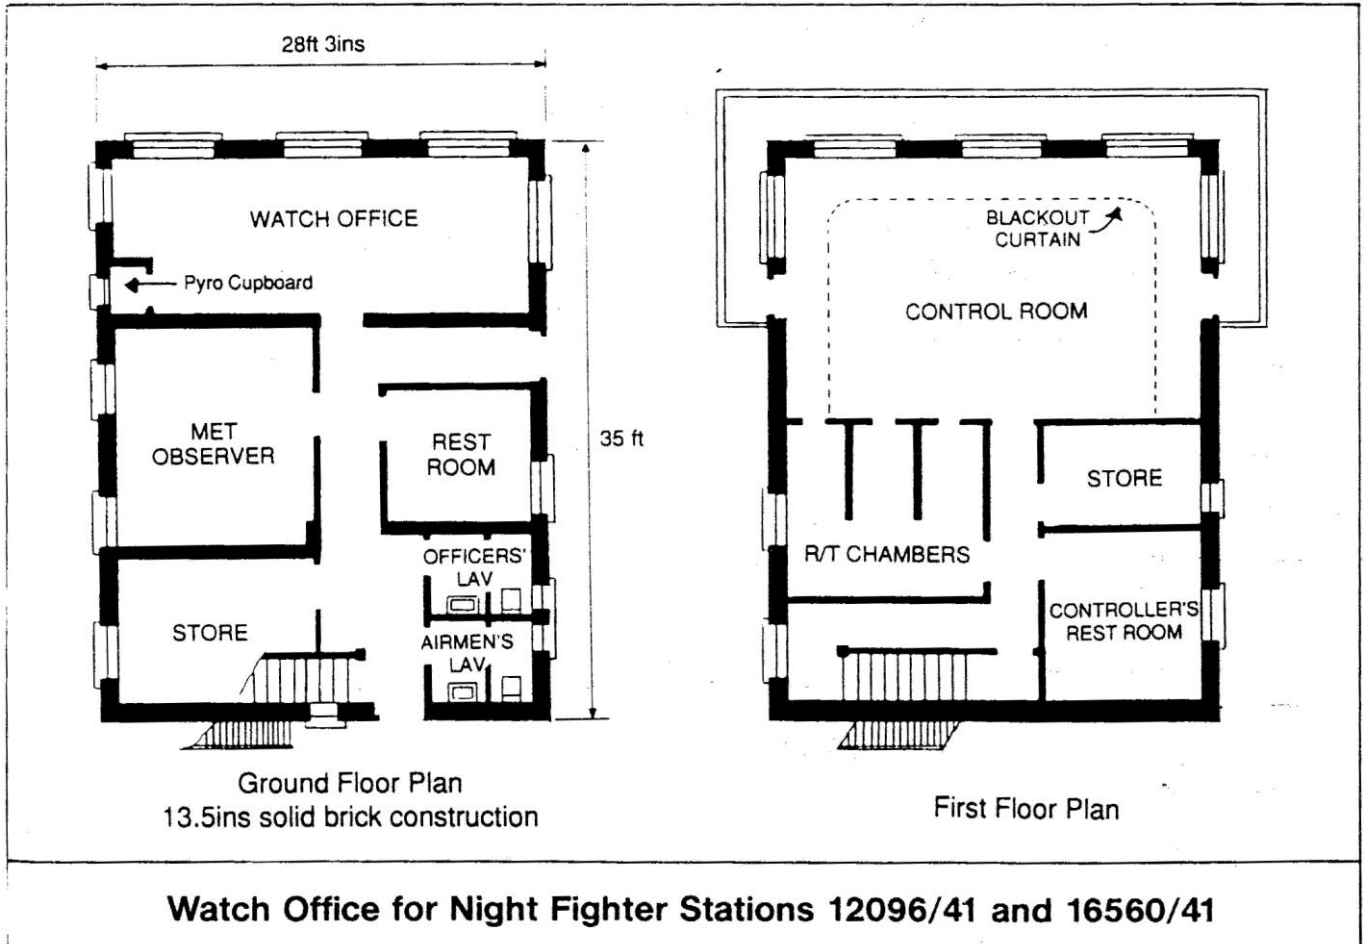 28ft 3ins
WATCH OFFICE
Pyro Cupboard
MET
OBSERVER
REST
ROOM
35 ft
OFFICERS'
LAV
STORE
AIRMEN'S
LAV
Ground Floor Plan
13.5ins solid brick construction
BLACKOUT
CURTAIN
CONTROL ROOM
STORE
R/T CHAMBERS
CONTROLLER'S
REST ROOM
First Floor Plan
Watch Office for Night Fighter Stations 12096/41 and 16560/41